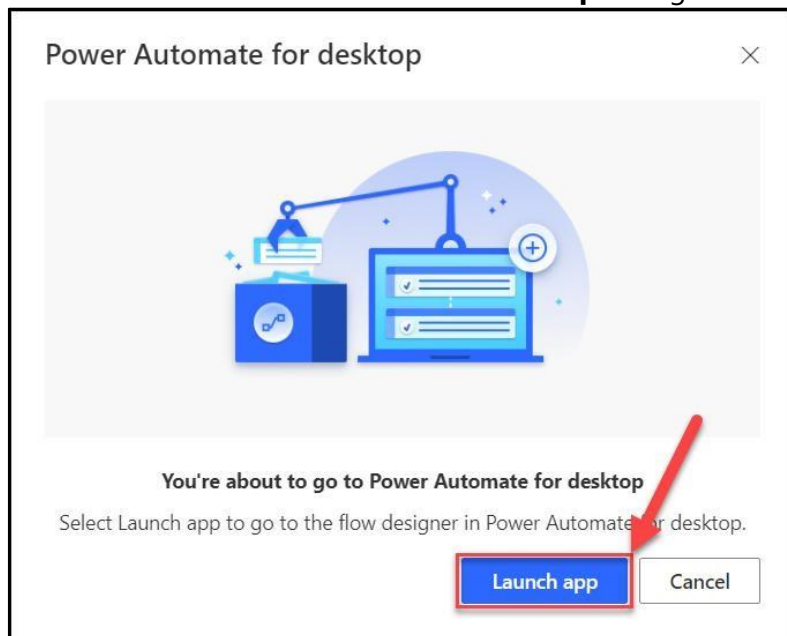 Power Automate for desktop
You're about to go to Power Automate for desktop
Select Launch app to go to the flow designer in Power Automate for desktop.
Launch app
Cancel